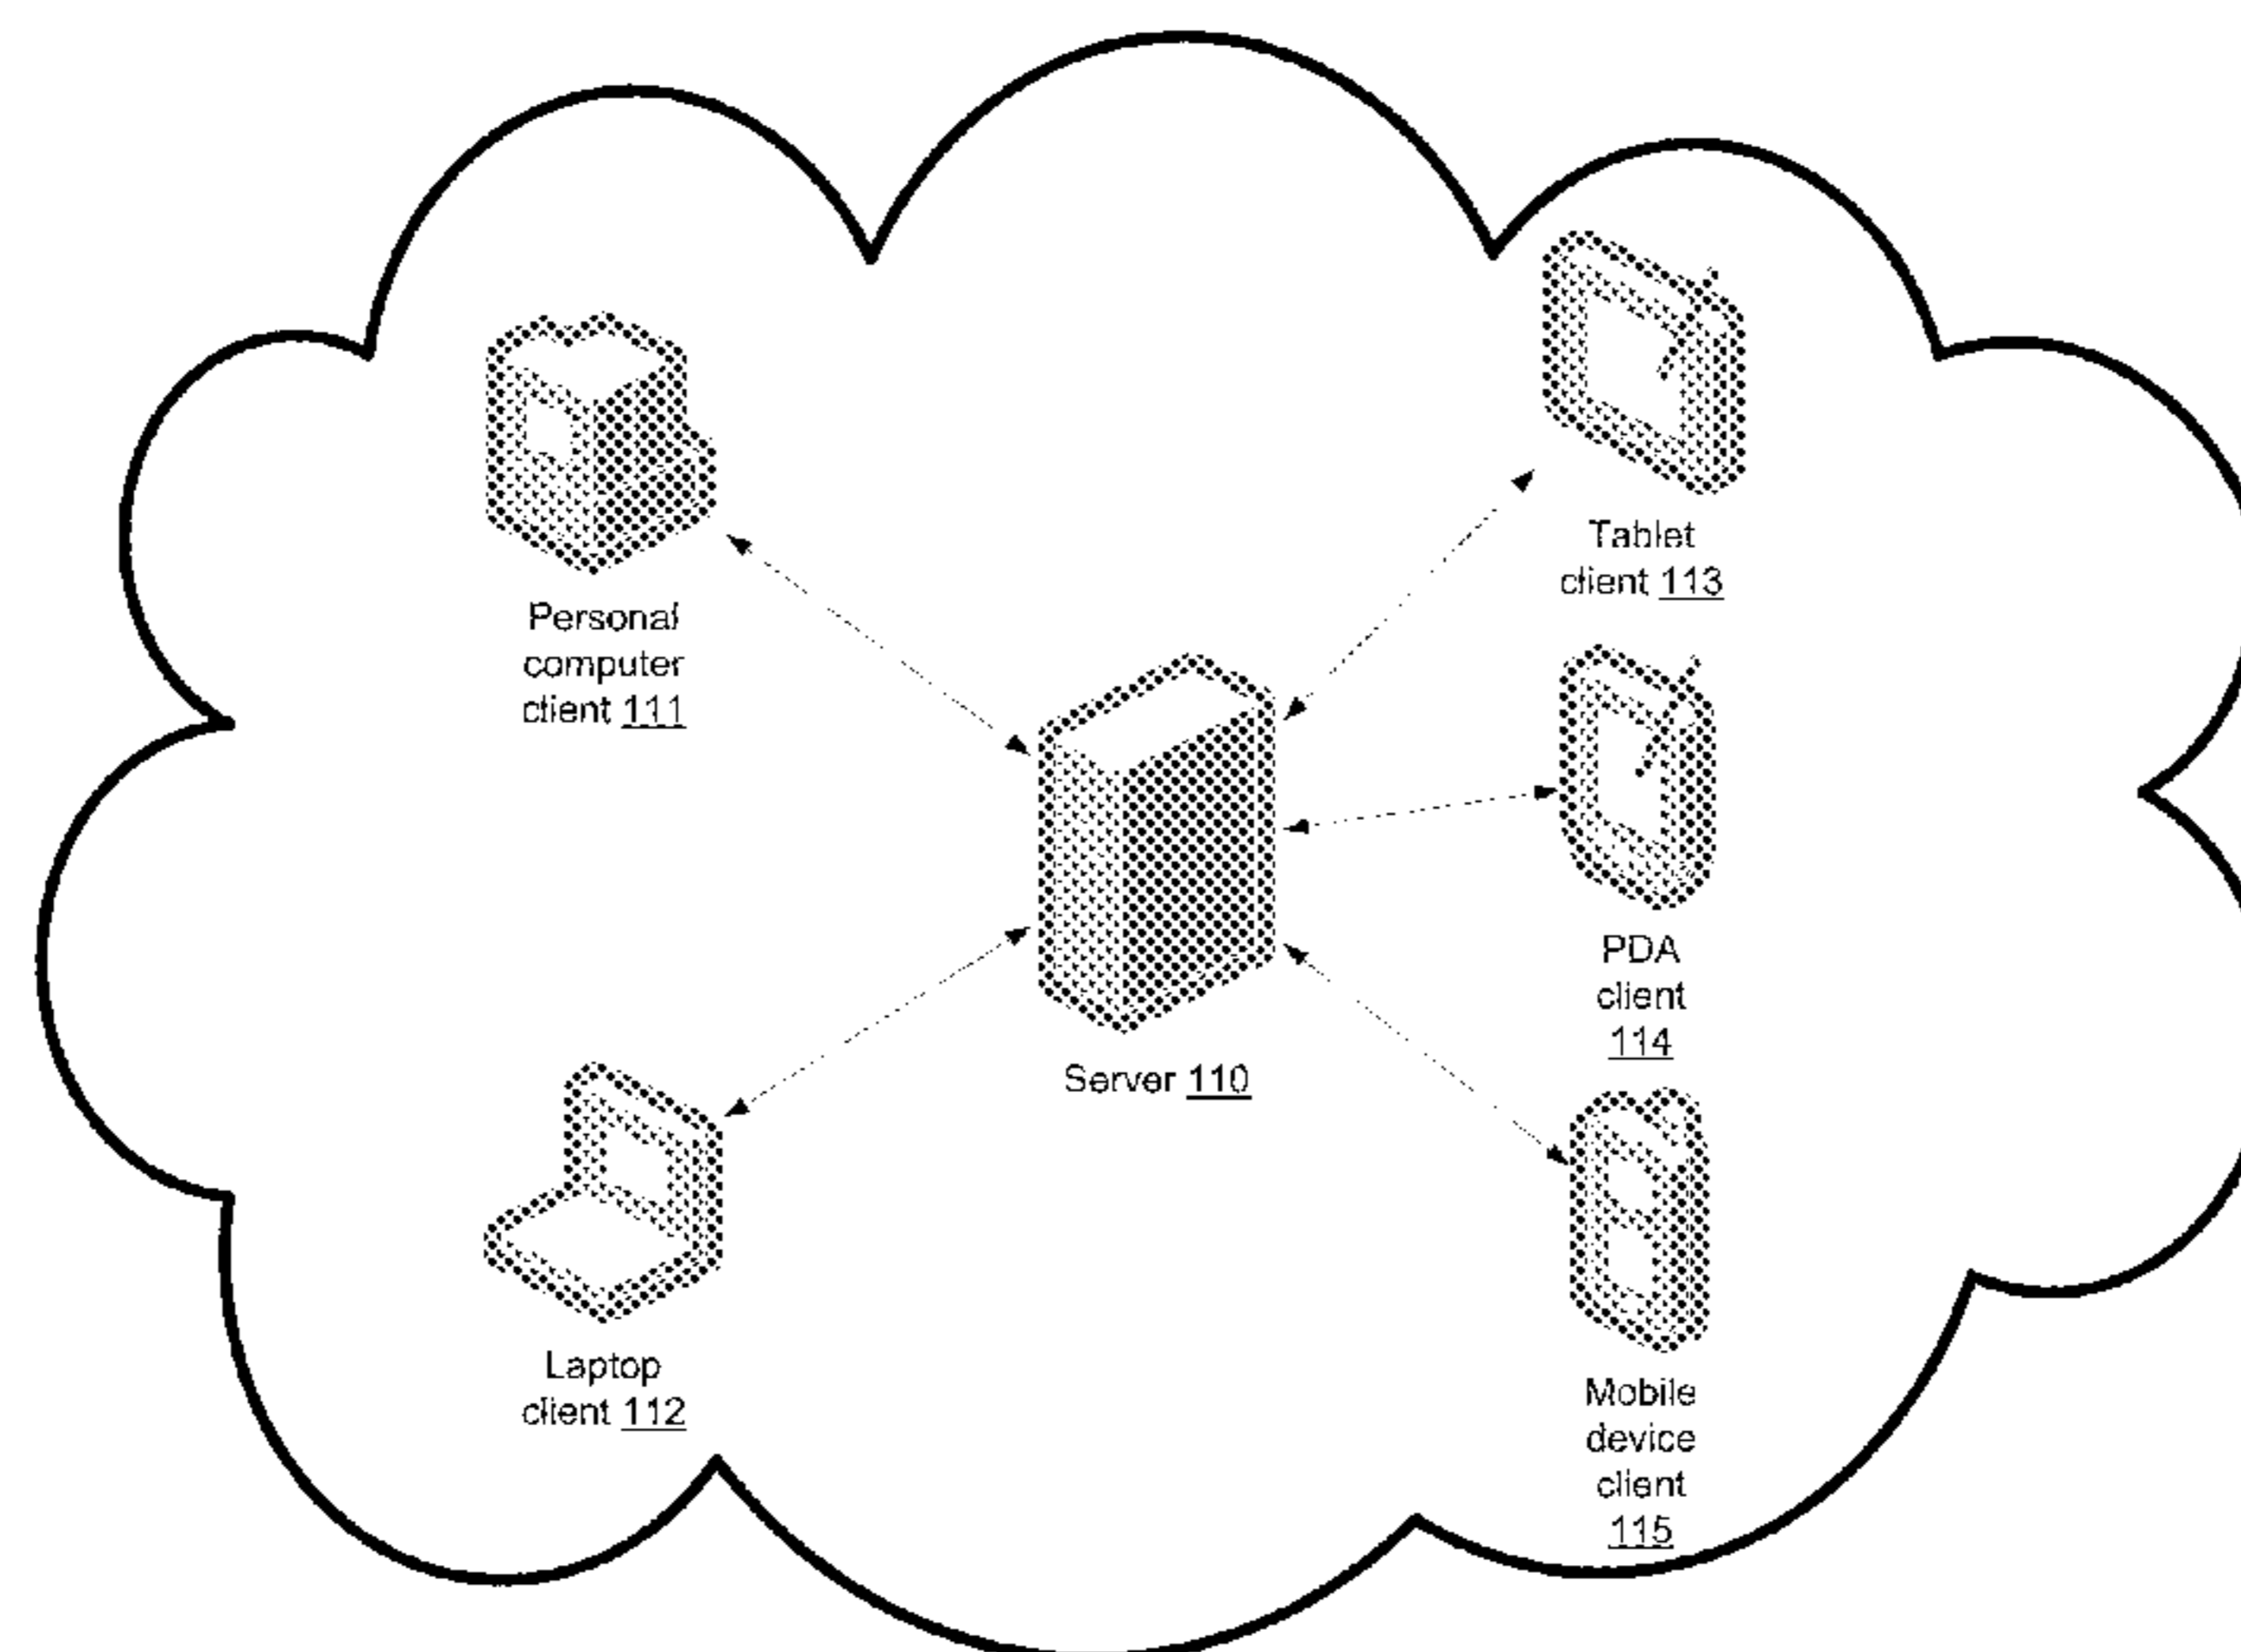 Personal
computer
client 111
Tablet
client 113
PDA
client
114
Server 110
Laptop
client 112
Mobile
device
client
115